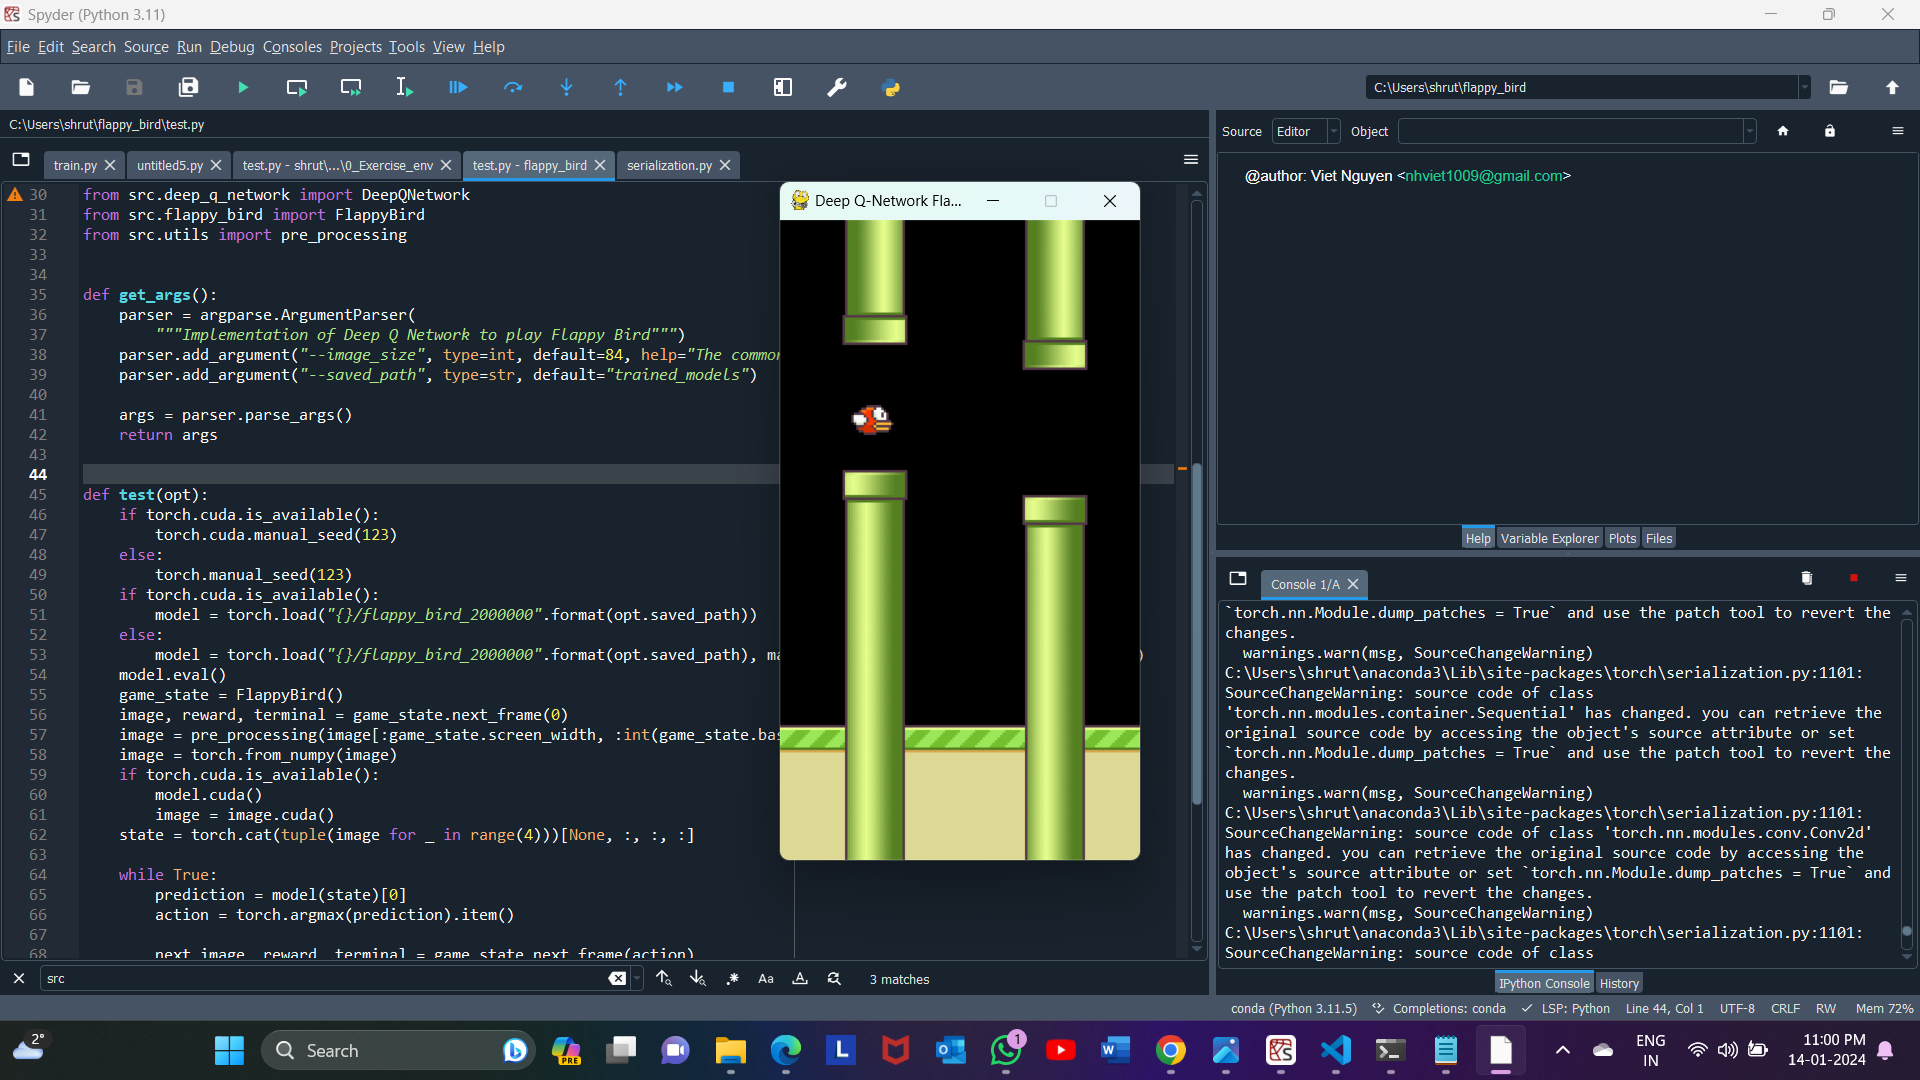 Spyder (Python 3.11)
File Edit Search Source Run Debug Consoles Projects Tools View Help
C:\Users\shrut\flappy_bird
C:\Users\shrut\flappy_bird\test.py
train.py
untitled5.py
test.py - shrut\...\0_Exercise_env
test.py - flappy_bird
serialization.py
30 from src.deep_q_network import DeepQNetwork
31 from src.flappy_bird import FlappyBird
32 from src.utils import pre_processing
33
34
35 def get_args():
36 parser = argparse.ArgumentParser(
37 """Implementation of Deep Q Network to play Flappy Bird""")
38 parser.add_argument("--image_size", type=int, default=84, help="The common
39 parser.add_argument("--saved_path", type=str, default="trained_models")
40
41 args = parser.parse_args()
42 return args
43
44
45 def test(opt):
46 if torch.cuda.is_available():
47 torch.cuda.manual_seed(123)
48 else:
49 torch.manual_seed(123)
50 if torch.cuda.is_available():
51 model = torch.load("{}/flappy_bird_2000000".format(opt.saved_path))
52 else:
53 model = torch.load("{}/flappy_bird_2000000".format(opt.saved_path), ma )
54 model.eval()
55 game_state = FlappyBird()
56 image, reward, terminal = game_state.next_frame(0)
57 image = pre_processing(image[:game_state.screen_width, :int(game_state.bas
58 image = torch.from_numpy(image)
59 if torch.cuda.is_available():
60 model.cuda()
61 image = image.cuda()
62 state = torch.cat(tuple(image for _ in range(4)))[None, :, :, :]
63
64 while True:
65 prediction = model(state)[0]
66 action = torch.argmax(prediction).item()
67
68 next_image, reward, terminal = game_state.next_frame(action)
src
Aa
3 matches
Deep Q-Network Fla...
Source Editor Object
@author: Viet Nguyen <nhviet1009@gmail.com>
Help Variable Explorer Plots Files
Console 1/A
`torch.nn.Module.dump_patches = True` and use the patch tool to revert the
changes.
warnings.warn(msg, SourceChangeWarning)
C:\Users\shrut\anaconda3\Lib\site-packages\torch\serialization.py:1101:
SourceChangeWarning: source code of class
'torch.nn.modules.container.Sequential' has changed. you can retrieve the
original source code by accessing the object's source attribute or set
`torch.nn.Module.dump_patches = True` and use the patch tool to revert the
changes.
warnings.warn(msg, SourceChangeWarning)
C:\Users\shrut\anaconda3\Lib\site-packages\torch\serialization.py:1101:
SourceChangeWarning: source code of class 'torch.nn.modules.conv.Conv2d'
has changed. you can retrieve the original source code by accessing the
object's source attribute or set `torch.nn.Module.dump_patches = True` and
use the patch tool to revert the changes.
warnings.warn(msg, SourceChangeWarning)
C:\Users\shrut\anaconda3\Lib\site-packages\torch\serialization.py:1101:
SourceChangeWarning: source code of class
IPython Console History
conda (Python 3.11.5) Completions: conda LSP: Python Line 44, Col 1 UTF-8 CRLF RW Mem 72%
2°
Search
PRE
L
1
ENG
IN
11:00 PM
14-01-2024